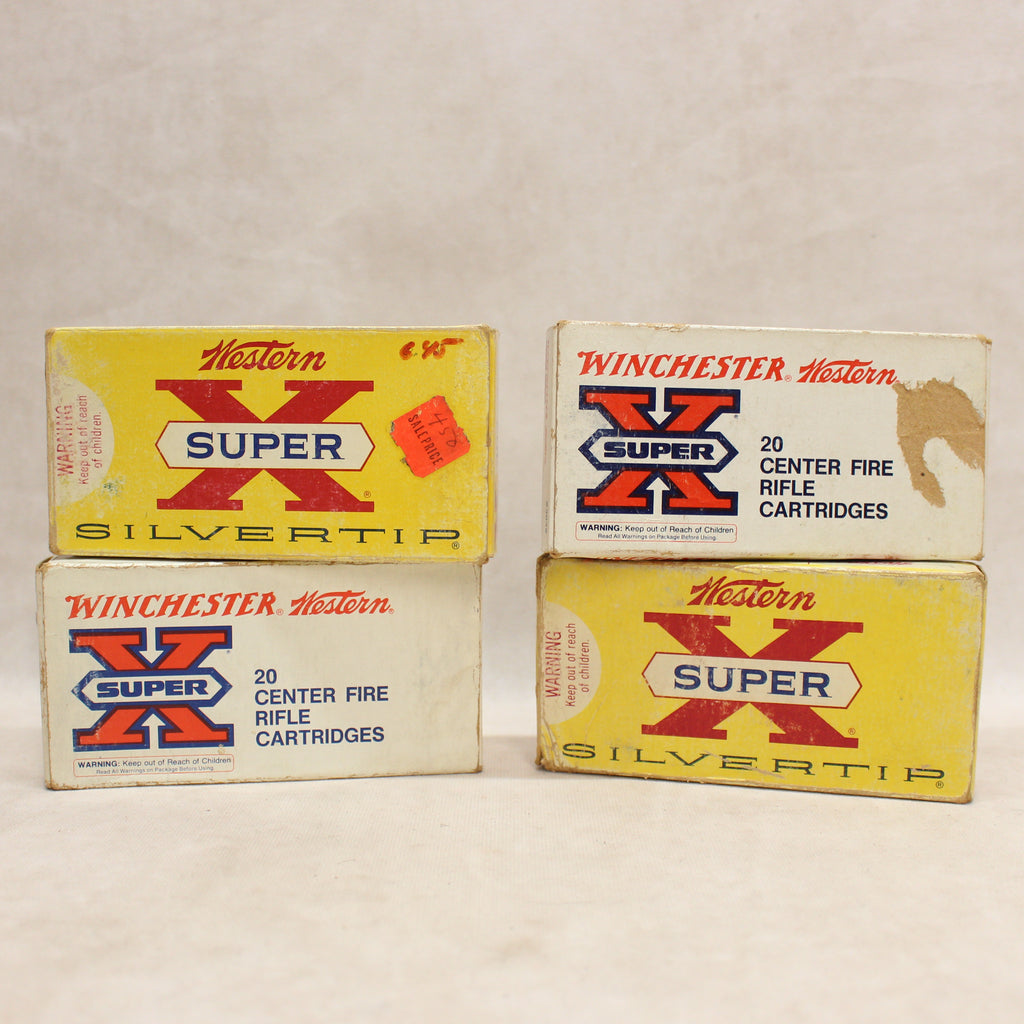 Western
6.45
X
SUPER
®
SILVERTIP®
WARNING
Keep out of reach
of children.
450
SALE PRICE
WINCHESTER® Western
X
SUPER
20
CENTER FIRE
RIFLE
CARTRIDGES
WARNING: Keep out of Reach of Children
Read All Warnings on Package Before Using.
WINCHESTER® Western®
X
SUPER
®
20
CENTER FIRE
RIFLE
CARTRIDGES
WARNING: Keep out of Reach of Children
Read All Warnings on Package Before Using.
Western
X
SUPER
®
SILVERTIP®
WARNING
Keep out of reach
of children.